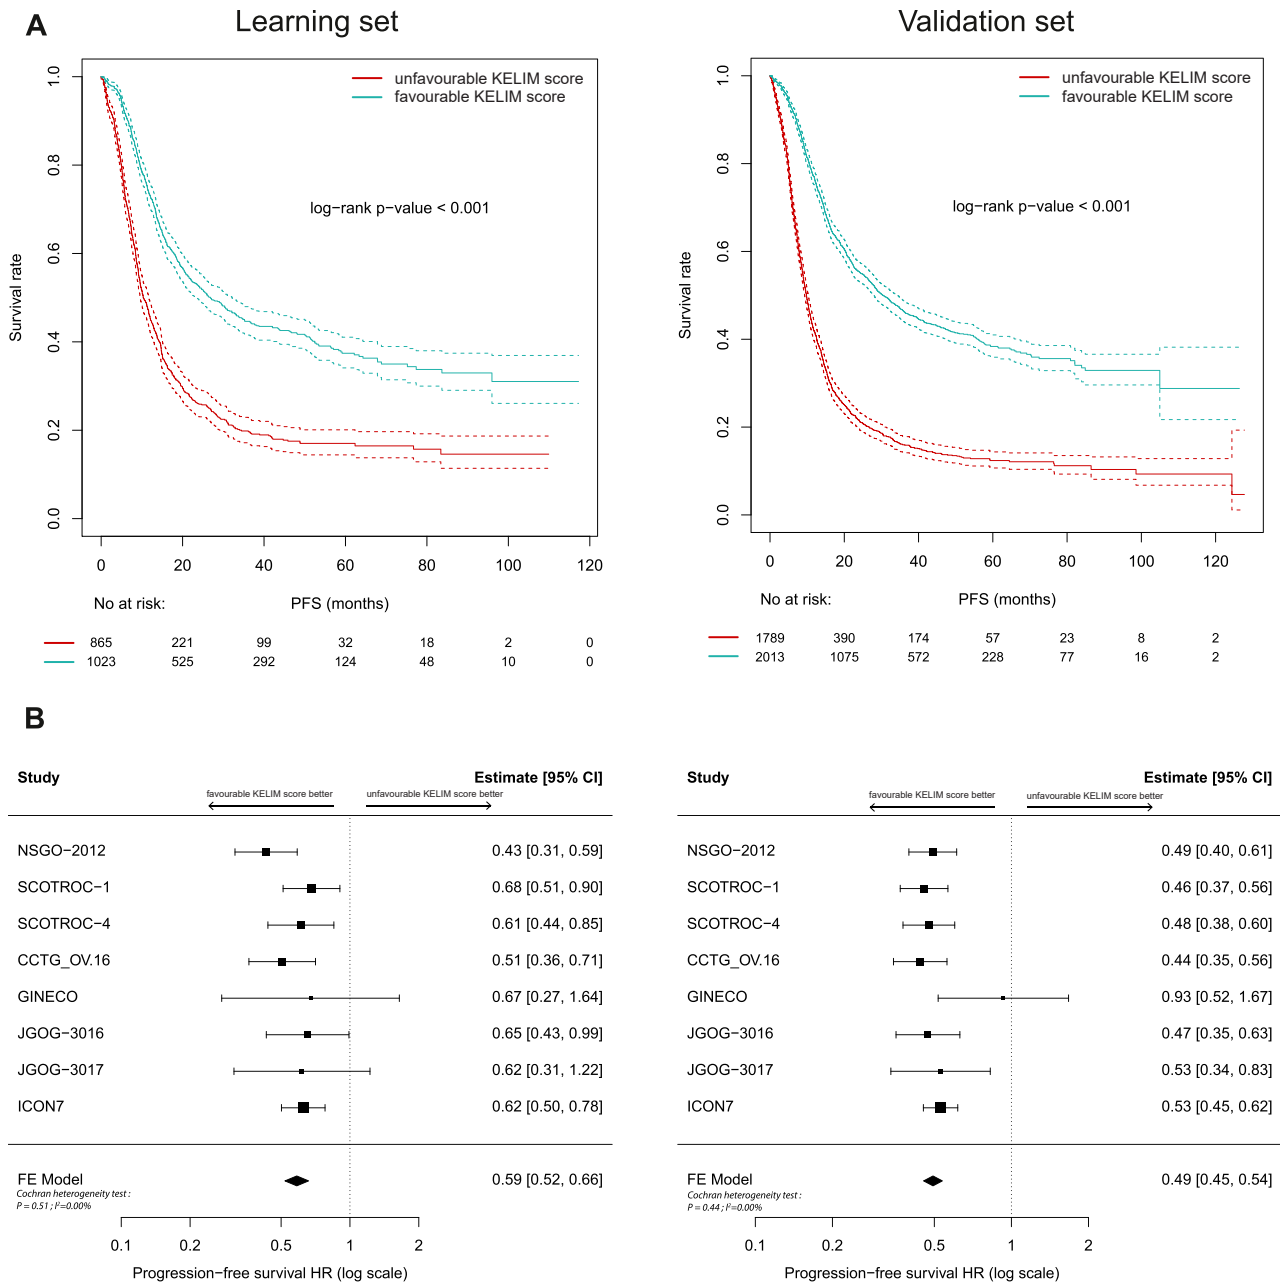 A
Learning set
Validation set
unfavourable KELIM score
favourable KELIM score
log−rank p−value < 0.001
Survival rate
0.0 0.2 0.4 0.6 0.8 1.0
0 20 40 60 80 100 120
No at risk: PFS (months)
865 221 99 32 18 2 0
1023 525 292 124 48 10 0
unfavourable KELIM score
favourable KELIM score
log−rank p−value < 0.001
Survival rate
0.0 0.2 0.4 0.6 0.8 1.0
0 20 40 60 80 100 120
No at risk: PFS (months)
1789 390 174 57 23 8 2
2013 1075 572 228 77 16 2
B
Study Estimate [95% CI]
favourable KELIM score better unfavourable KELIM score better
NSGO−2012 0.43 [0.31, 0.59]
SCOTROC−1 0.68 [0.51, 0.90]
SCOTROC−4 0.61 [0.44, 0.85]
CCTG_OV.16 0.51 [0.36, 0.71]
GINECO 0.67 [0.27, 1.64]
JGOG−3016 0.65 [0.43, 0.99]
JGOG−3017 0.62 [0.31, 1.22]
ICON7 0.62 [0.50, 0.78]
FE Model 0.59 [0.52, 0.66]
Cochran heterogeneity test :
P = 0.51 ; I²=0.00%
0.1 0.2 0.5 1 2
Progression−free survival HR (log scale)
Study Estimate [95% CI]
favourable KELIM score better unfavourable KELIM score better
NSGO−2012 0.49 [0.40, 0.61]
SCOTROC−1 0.46 [0.37, 0.56]
SCOTROC−4 0.48 [0.38, 0.60]
CCTG_OV.16 0.44 [0.35, 0.56]
GINECO 0.93 [0.52, 1.67]
JGOG−3016 0.47 [0.35, 0.63]
JGOG−3017 0.53 [0.34, 0.83]
ICON7 0.53 [0.45, 0.62]
FE Model 0.49 [0.45, 0.54]
Cochran heterogeneity test :
P = 0.44 ; I²=0.00%
0.1 0.2 0.5 1 2
Progression−free survival HR (log scale)